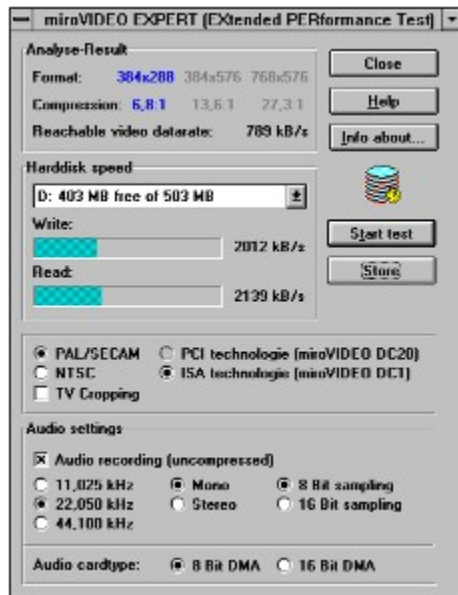 miroVIDEO EXPERT (EXtended PERformance Test)
Analyse-Result
Format: 384x288 384x576 768x576
Compression: 6,8:1 13,6:1 27,3:1
Reachable video datarate: 789 kB/s
Close
Help
Info about...
Harddisk speed
D: 403 MB free of 503 MB
Write:
2012 kB/s
Read:
2139 kB/s
Start test
Store
PAL/SECAM PCI technologie (miroVIDEO DC20)
NTSC ISA technologie (miroVIDEO DC1)
TV Cropping
Audio settings
Audio recording (uncompressed)
11,025 kHz Mono 8 Bit sampling
22,050 kHz Stereo 16 Bit sampling
44,100 kHz
Audio cardtype: 8 Bit DMA 16 Bit DMA